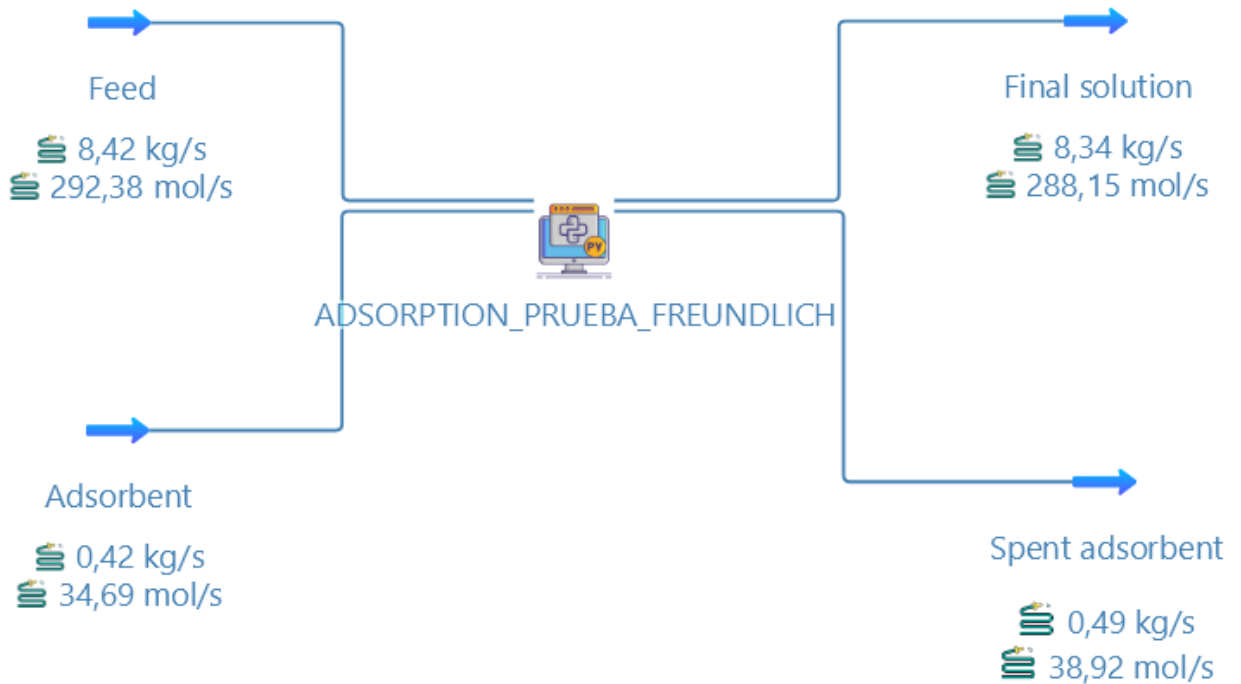 Feed
8,42 kg/s
292,38 mol/s
Final solution
8,34 kg/s
288,15 mol/s
PY
ADSORPTION_PRUEBA_FREUNDLICH
Adsorbent
0,42 kg/s
34,69 mol/s
Spent adsorbent
0,49 kg/s
38,92 mol/s